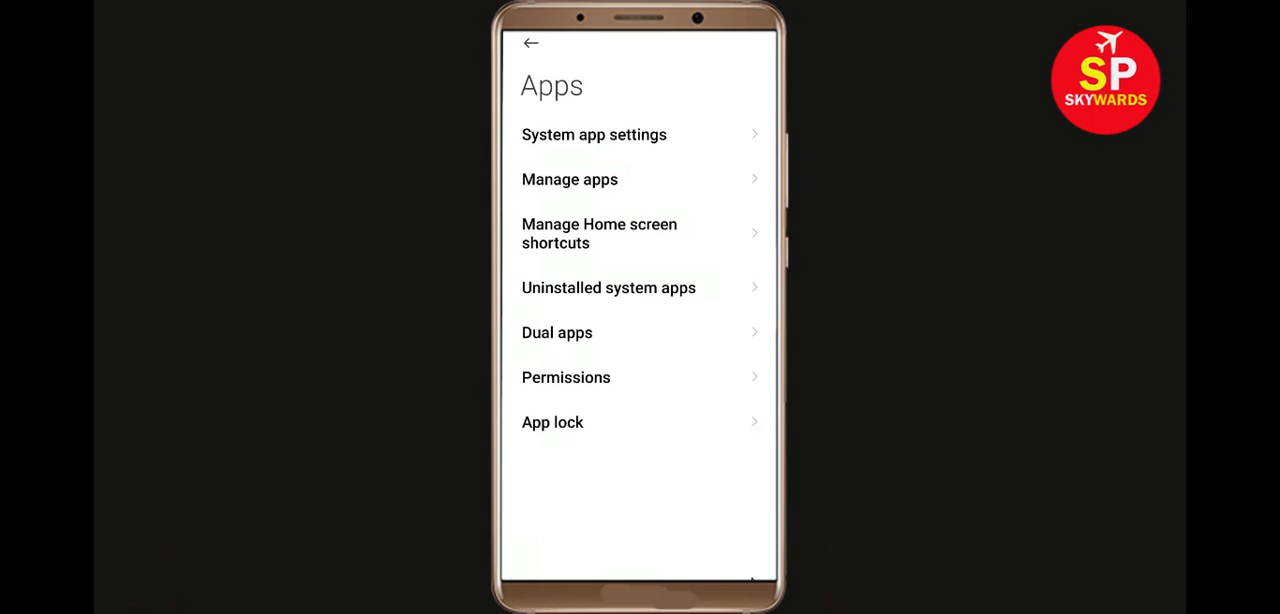 Apps
System app settings
Manage apps
Manage Home screen
shortcuts
Uninstalled system apps
Dual apps
Permissions
App lock
SP
SKYWARDS